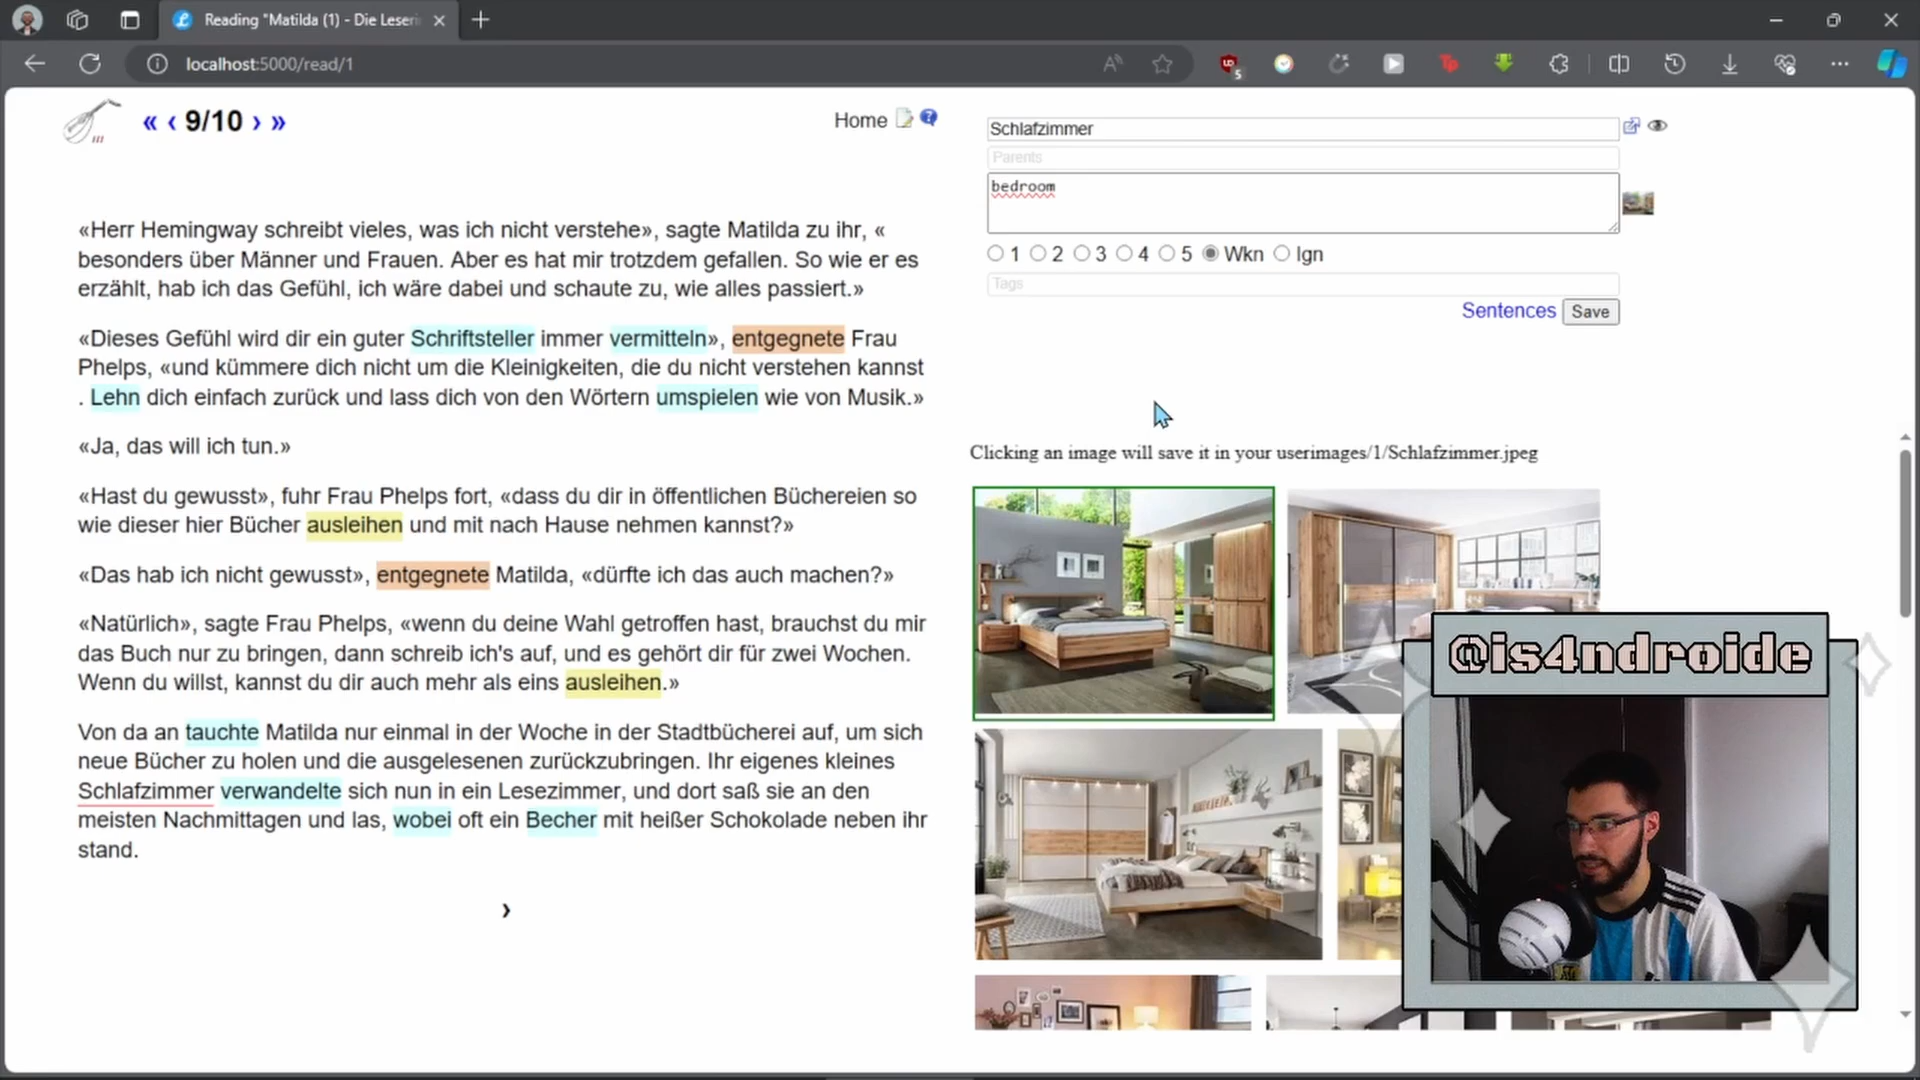 Reading "Matilda (1) - Die Leseri
localhost:5000/read/1
5
« ‹ 9/10 › »
Home
«Herr Hemingway schreibt vieles, was ich nicht verstehe», sagte Matilda zu ihr, «
besonders über Männer und Frauen. Aber es hat mir trotzdem gefallen. So wie er es
erzählt, hab ich das Gefühl, ich wäre dabei und schaute zu, wie alles passiert.»
«Dieses Gefühl wird dir ein guter Schriftsteller immer vermitteln», entgegnete Frau
Phelps, «und kümmere dich nicht um die Kleinigkeiten, die du nicht verstehen kannst
. Lehn dich einfach zurück und lass dich von den Wörtern umspielen wie von Musik.»
«Ja, das will ich tun.»
«Hast du gewusst», fuhr Frau Phelps fort, «dass du dir in öffentlichen Büchereien so
wie dieser hier Bücher ausleihen und mit nach Hause nehmen kannst?»
«Das hab ich nicht gewusst», entgegnete Matilda, «dürfte ich das auch machen?»
«Natürlich», sagte Frau Phelps, «wenn du deine Wahl getroffen hast, brauchst du mir
das Buch nur zu bringen, dann schreib ich's auf, und es gehört dir für zwei Wochen.
Wenn du willst, kannst du dir auch mehr als eins ausleihen.»
Von da an tauchte Matilda nur einmal in der Woche in der Stadtbücherei auf, um sich
neue Bücher zu holen und die ausgelesenen zurückzubringen. Ihr eigenes kleines
Schlafzimmer verwandelte sich nun in ein Lesezimmer, und dort saß sie an den
meisten Nachmittagen und las, wobei oft ein Becher mit heißer Schokolade neben ihr
stand.
›
Schlafzimmer
Parents
bedroom
1 2 3 4 5 Wkn Ign
Tags
Sentences Save
Clicking an image will save it in your userimages/1/Schlafzimmer.jpeg
@is4ndroide